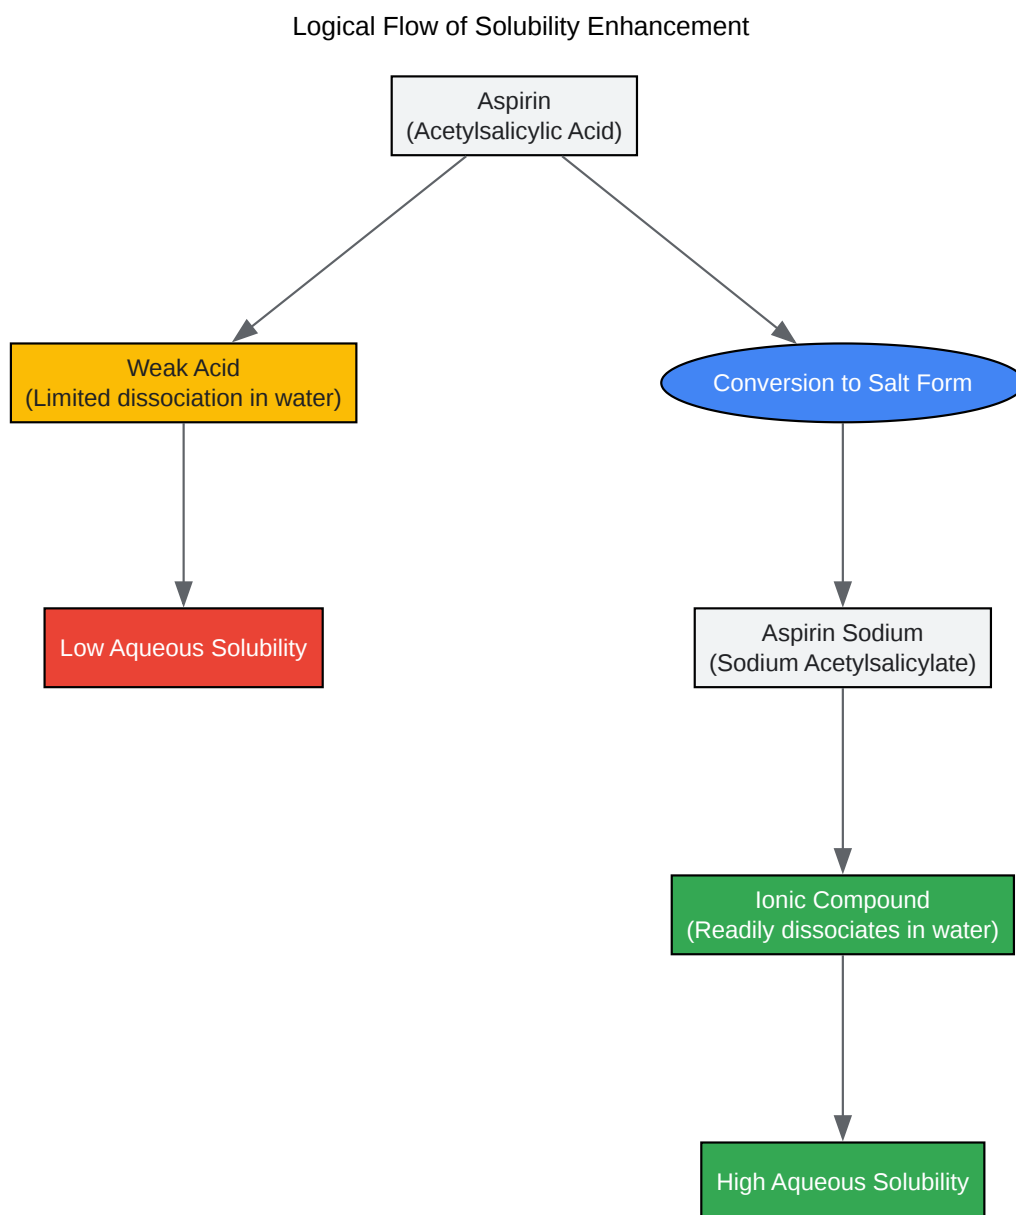 Logical Flow of Solubility Enhancement
Aspirin
(Acetylsalicylic Acid)
Weak Acid
(Limited dissociation in water)
Conversion to Salt Form
Low Aqueous Solubility
Aspirin Sodium
(Sodium Acetylsalicylate)
Ionic Compound
(Readily dissociates in water)
High Aqueous Solubility